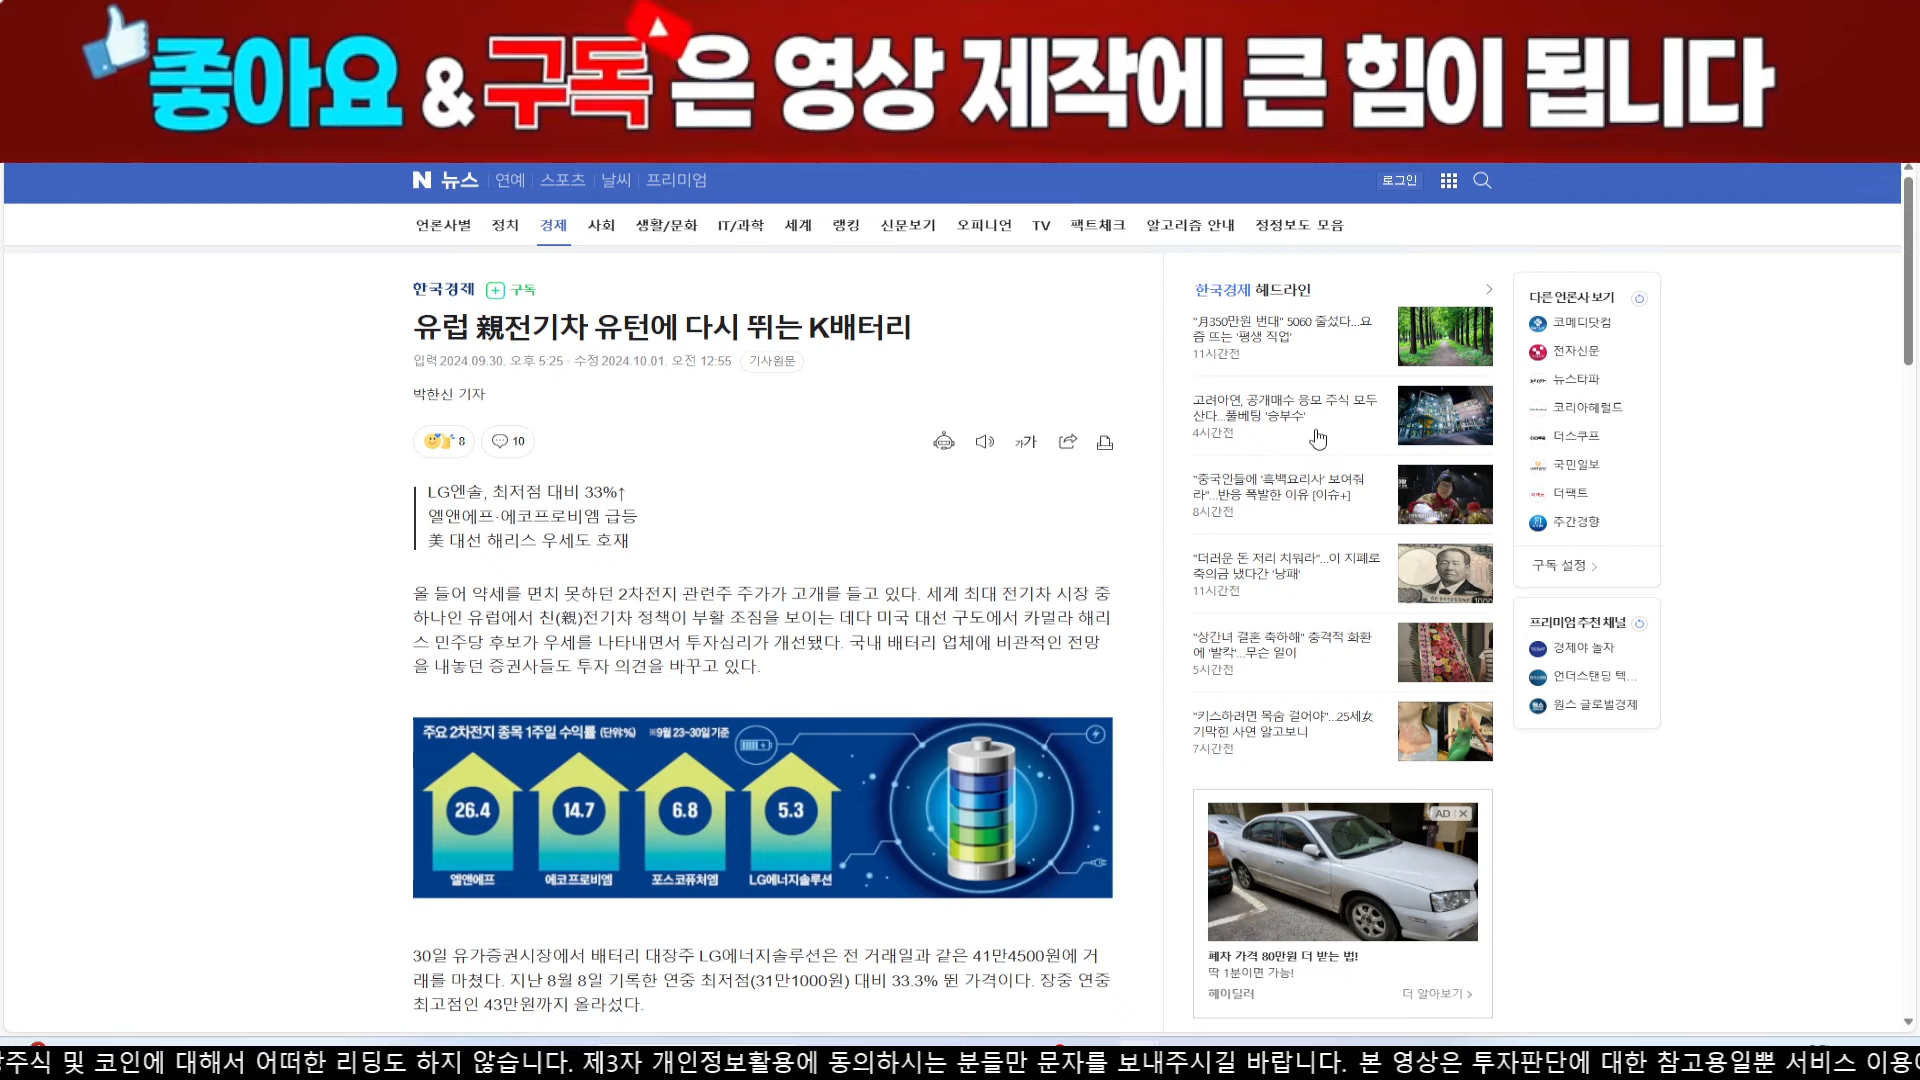 좋아요 & 구독은 영상 제작에 큰 힘이 됩니다
N 뉴스 연예 스포츠 날씨 프리미엄
로그인
언론사별 정치 경제 사회 생활/문화 IT/과학 세계 랭킹 신문보기 오피니언 TV 팩트체크 알고리즘 안내 정정보도 모음
한국경제 구독
유럽 親전기차 유턴에 다시 뛰는 K배터리
입력 2024.09.30. 오후 5:25 · 수정 2024.10.01. 오전 12:55 기사원문
박한신 기자
8 10
가가
LG엔솔, 최저점 대비 33%↑
엘앤에프·에코프로비엠 급등
美 대선 해리스 우세도 호재
올 들어 약세를 면치 못하던 2차전지 관련주 주가가 고개를 들고 있다. 세계 최대 전기차 시장 중
하나인 유럽에서 친(親)전기차 정책이 부활 조짐을 보이는 데다 미국 대선 구도에서 카멀라 해리
스 민주당 후보가 우세를 나타내면서 투자심리가 개선됐다. 국내 배터리 업체에 비관적인 전망
을 내놓던 증권사들도 투자 의견을 바꾸고 있다.
주요 2차전지 종목 1주일 수익률 (단위:%) ※9월 23~30일 기준
26.4 14.7 6.8 5.3
엘앤에프 에코프로비엠 포스코퓨처엠 LG에너지솔루션
30일 유가증권시장에서 배터리 대장주 LG에너지솔루션은 전 거래일과 같은 41만4500원에 거
래를 마쳤다. 지난 8월 8일 기록한 연중 최저점(31만1000원) 대비 33.3% 뛴 가격이다. 장중 연중
최고점인 43만원까지 올라섰다.
한국경제 헤드라인
"月350만원 번대" 5060 줄섰다...요
즘 뜨는 '평생 직업'
11시간전
고려아연, 공개매수 응모 주식 모두
산다...풀베팅 '승부수'
4시간전
"중국인들에 '흑백요리사' 보여줘
라"...반응 폭발한 이유 [이슈+]
8시간전
"더러운 돈 저리 치워라"...이 지폐로
축의금 냈다간 '낭패'
11시간전
"상간녀 결혼 축하해" 충격적 화환
에 '발칵'...무슨 일이
5시간전
"키스하려면 목숨 걸어야"...25세女
기막힌 사연 알고보니
7시간전
AD
폐차 가격 80만원 더 받는 법!
딱 1분이면 가능!
헤이딜러 더 알아보기
다른 언론사 보기
코메디닷컴
전자신문
뉴스타파
코리아헤럴드
더스쿠프
국민일보
더팩트
주간경향
구독 설정
프리미엄 추천 채널
경제야 놀자
언더스탠딩 텍...
원스 글로벌경제
주식 및 코인에 대해서 어떠한 리딩도 하지 않습니다. 제3자 개인정보활용에 동의하시는 분들만 문자를 보내주시길 바랍니다. 본 영상은 투자판단에 대한 참고용일뿐 서비스 이용